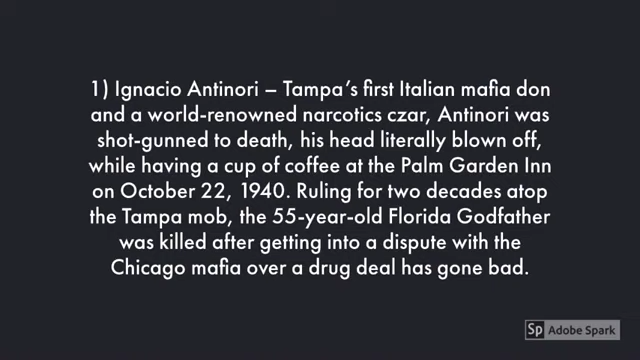 1) Ignacio Antinori – Tampa's first Italian mafia don
and a world-renowned narcotics czar, Antinori was
shot-gunned to death, his head literally blown off,
while having a cup of coffee at the Palm Garden Inn
on October 22, 1940. Ruling for two decades atop
the Tampa mob, the 55-year-old Florida Godfather
was killed after getting into a dispute with the
Chicago mafia over a drug deal has gone bad.
Sp Adobe Spark